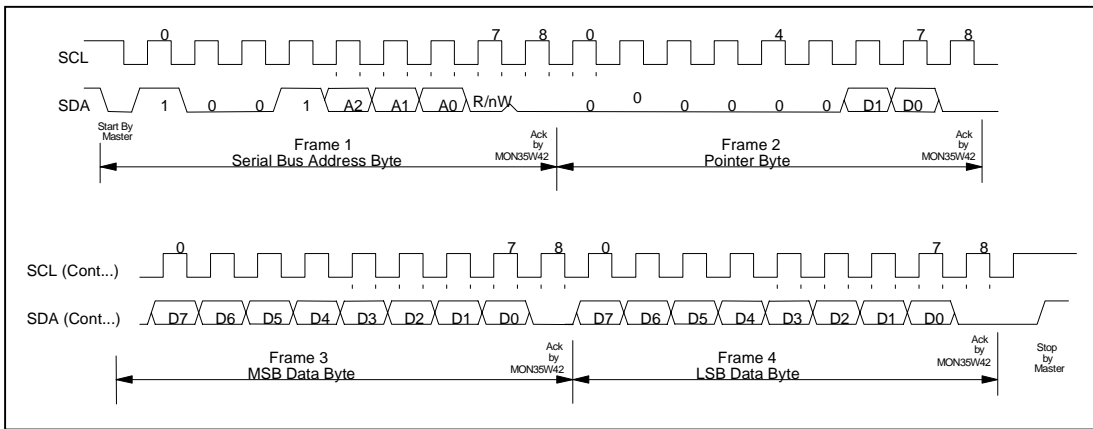 0 7 8 0 4 7 8
SCL
SDA 1 0 0 1 A2 A1 A0 R/nW 0 0 0 0 0 0 D1 D0
Start By
Master
Frame 1
Serial Bus Address Byte
Ack
by
MON35W42
Frame 2
Pointer Byte
Ack
by
MON35W42
0 7 8 0 7 8
SCL (Cont...)
SDA (Cont...) D7 D6 D5 D4 D3 D2 D1 D0 D7 D6 D5 D4 D3 D2 D1 D0
Frame 3
MSB Data Byte
Ack
by
MON35W42
Frame 4
LSB Data Byte
Ack
by
MON35W42
Stop
by
Master